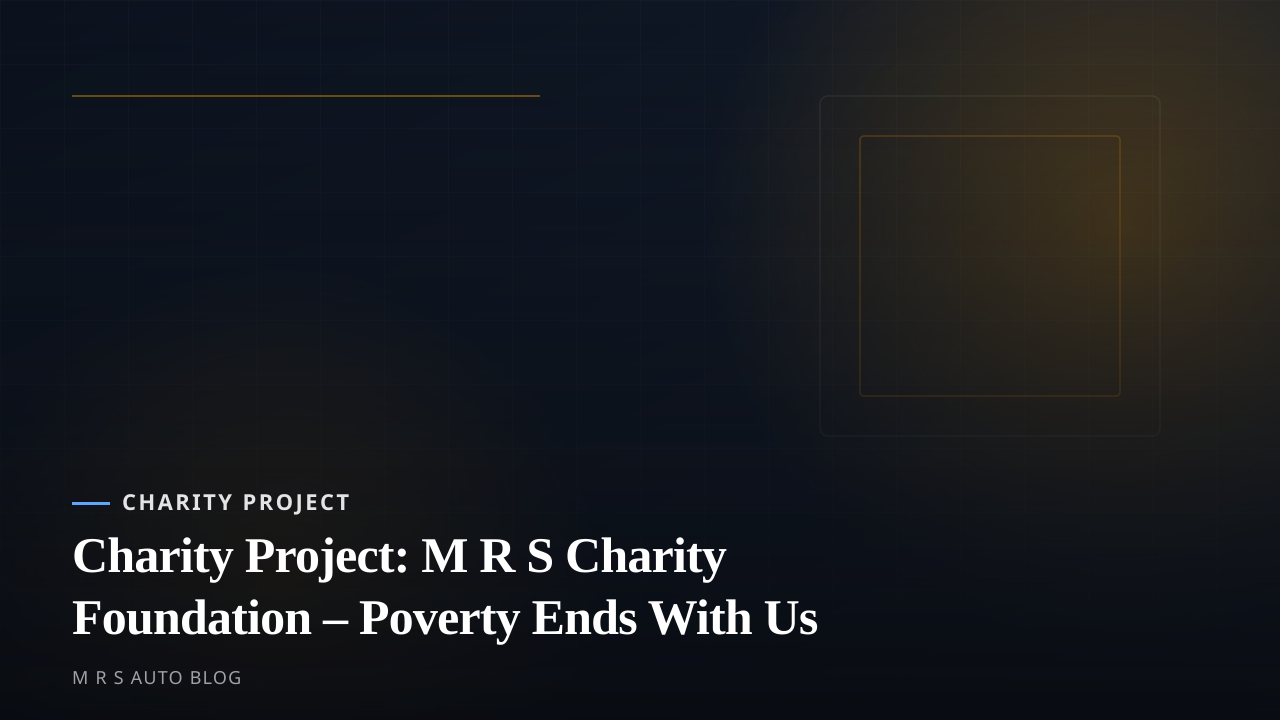 CHARITY PROJECT
Charity Project: M R S Charity
Foundation – Poverty Ends With Us
M R S AUTO BLOG